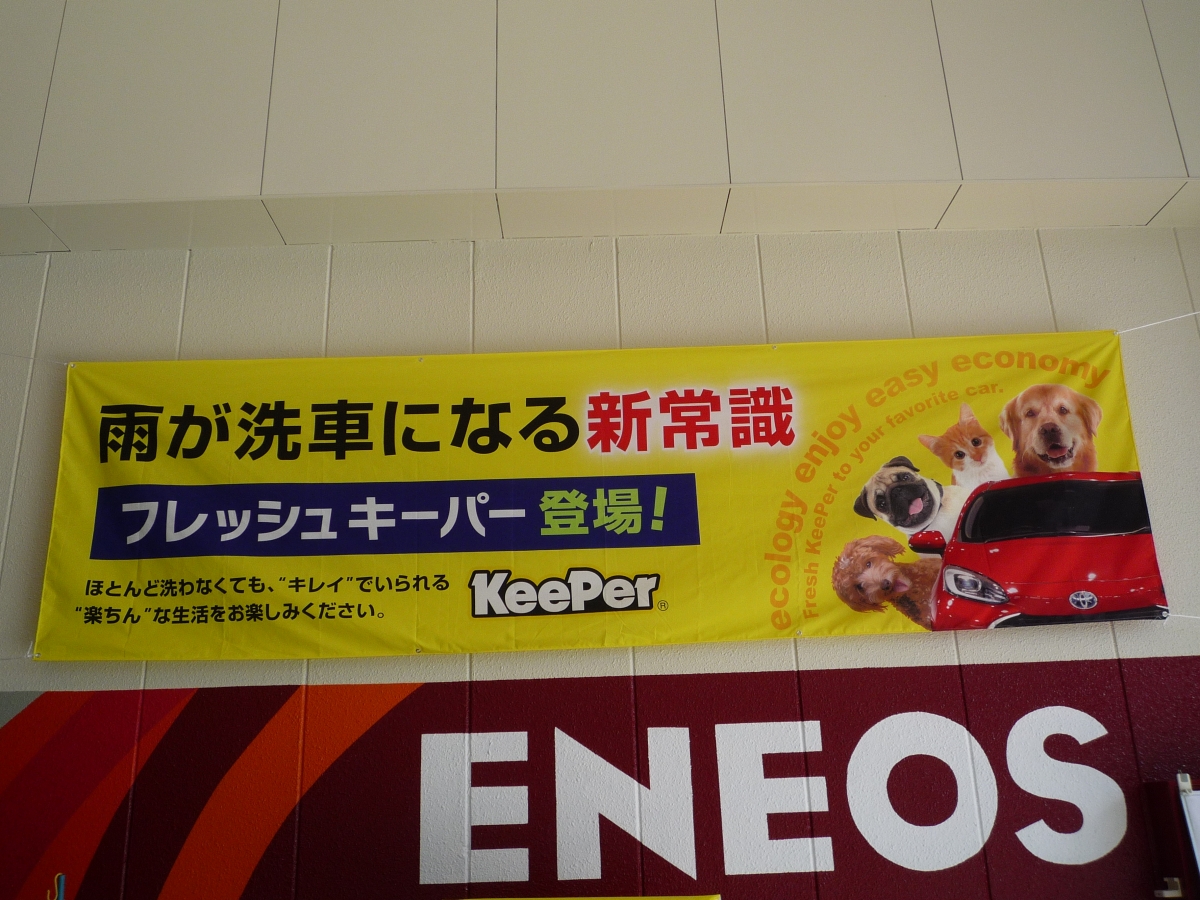 雨が洗車になる新常識
フレッシュキーパー 登場!
ほとんど洗わなくても、“キレイ”でいられる
“楽ちん”な生活をお楽しみください。
KeePer®
ecology enjoy easy economy
Fresh KeePer to your favorite car.
ENEOS